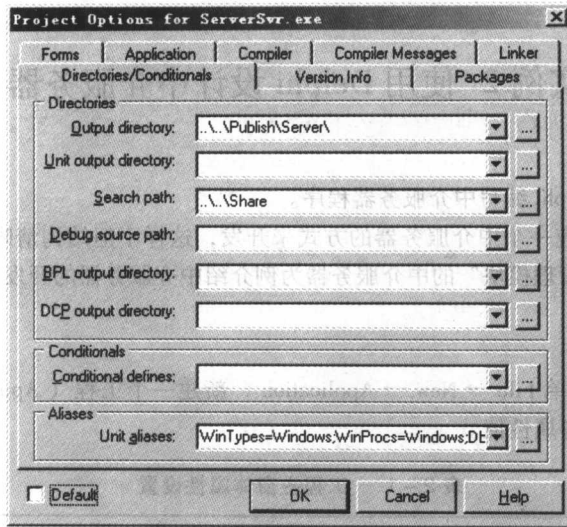 Project Options for ServerSvr.exe
Forms
Application
Compiler
Compiler Messages
Linker
Directories/Conditionals
Version Info
Packages
Directories
Output directory: ..\..\Publish\Server\
Unit output directory:
Search path: ..\..\Share
Debug source path:
BPL output directory:
DCP output directory:
Conditionals
Conditional defines:
Aliases
Unit aliases: WinTypes=Windows;WinProcs=Windows;DE
Default
OK
Cancel
Help